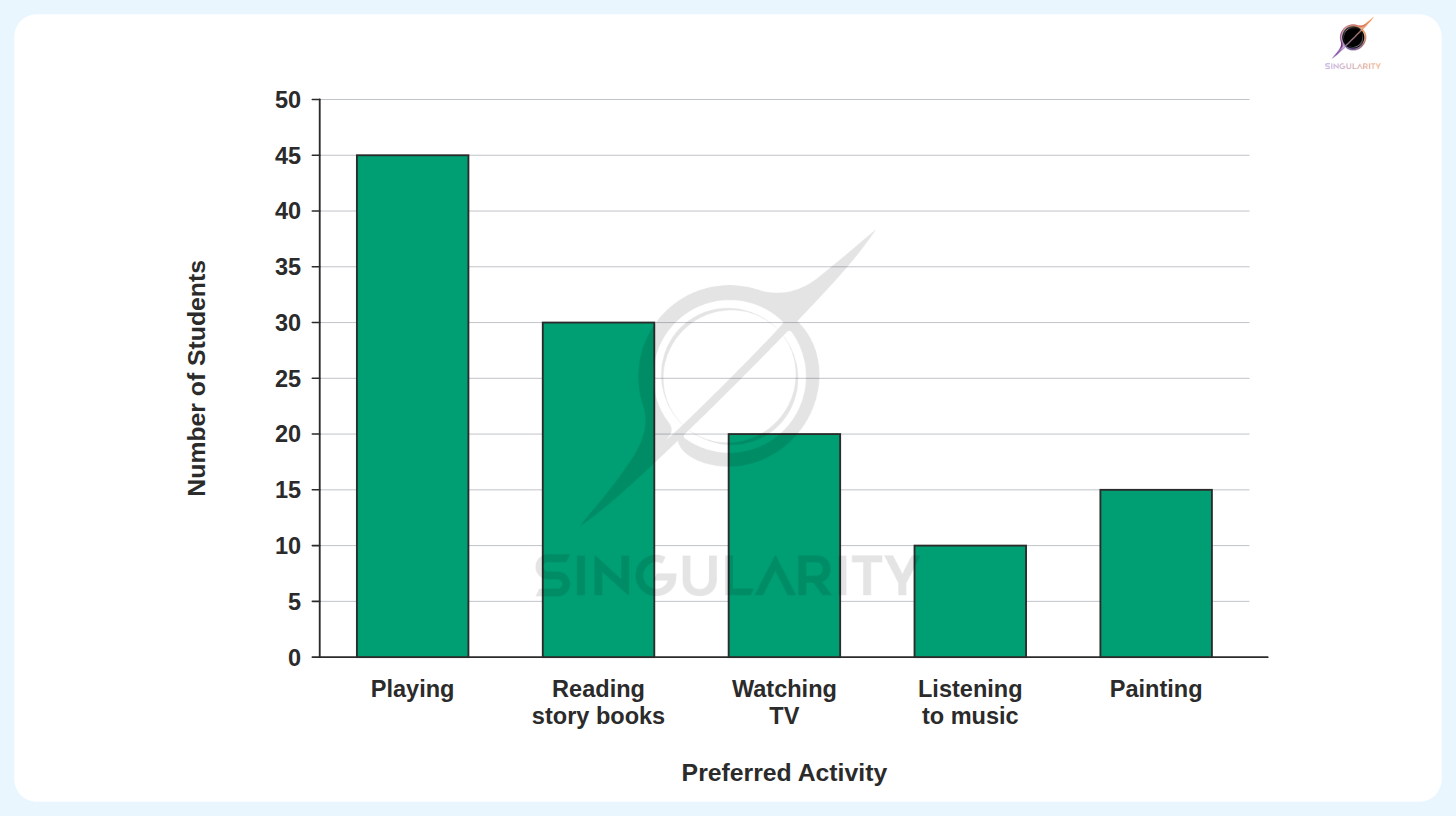 SINGULARITY
50
45
40
35
30
25
20
15
10
5
0
Number of Students
SINGULARITY
Playing
Reading
story books
Watching
TV
Listening
to music
Painting
Preferred Activity